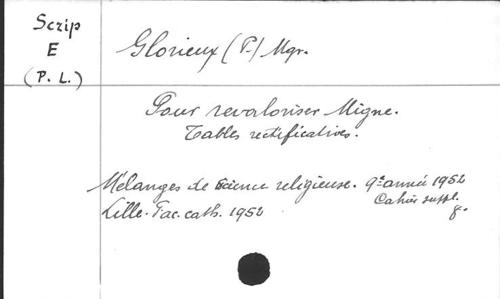 Scrip
E
(P. L.)
Glorieux (P.) Mgr.
Pour revaloriser Migne.
Tables rectificatives.
Mélanges de science religieuse. 9e année 1952
Cahier suppl.
Lille. Fac. cath. 1952